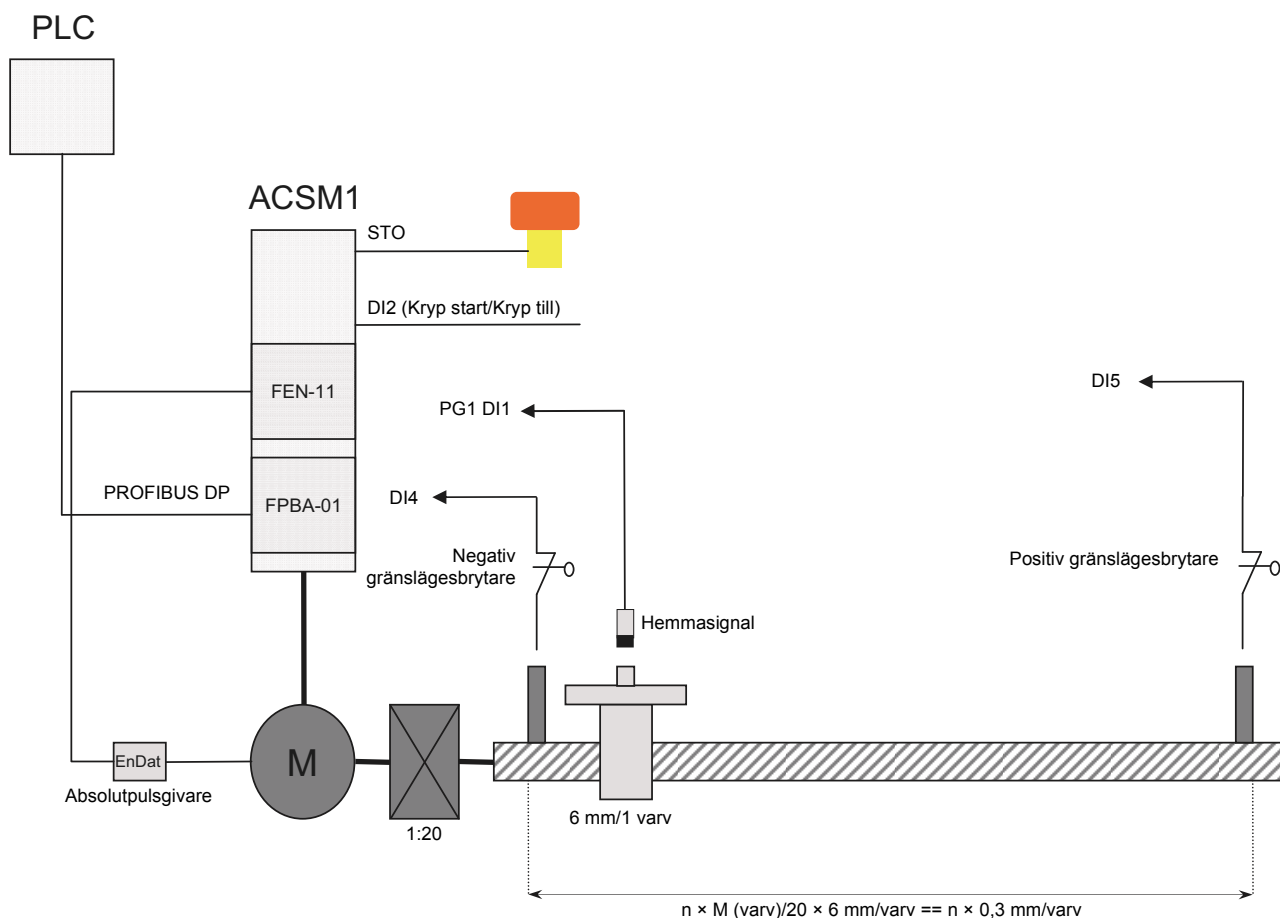 PLC
ACSM1
STO
DI2 (Kryp start/Kryp till)
FEN-11
DI5
PG1 DI1
PROFIBUS DP
FPBA-01
DI4
Negativ
gränslägesbrytare
Positiv gränslägesbrytare
Hemmasignal
EnDat
M
Absolutpulsgivare
1:20
6 mm/1 varv
n × M (varv)/20 × 6 mm/varv == n × 0,3 mm/varv